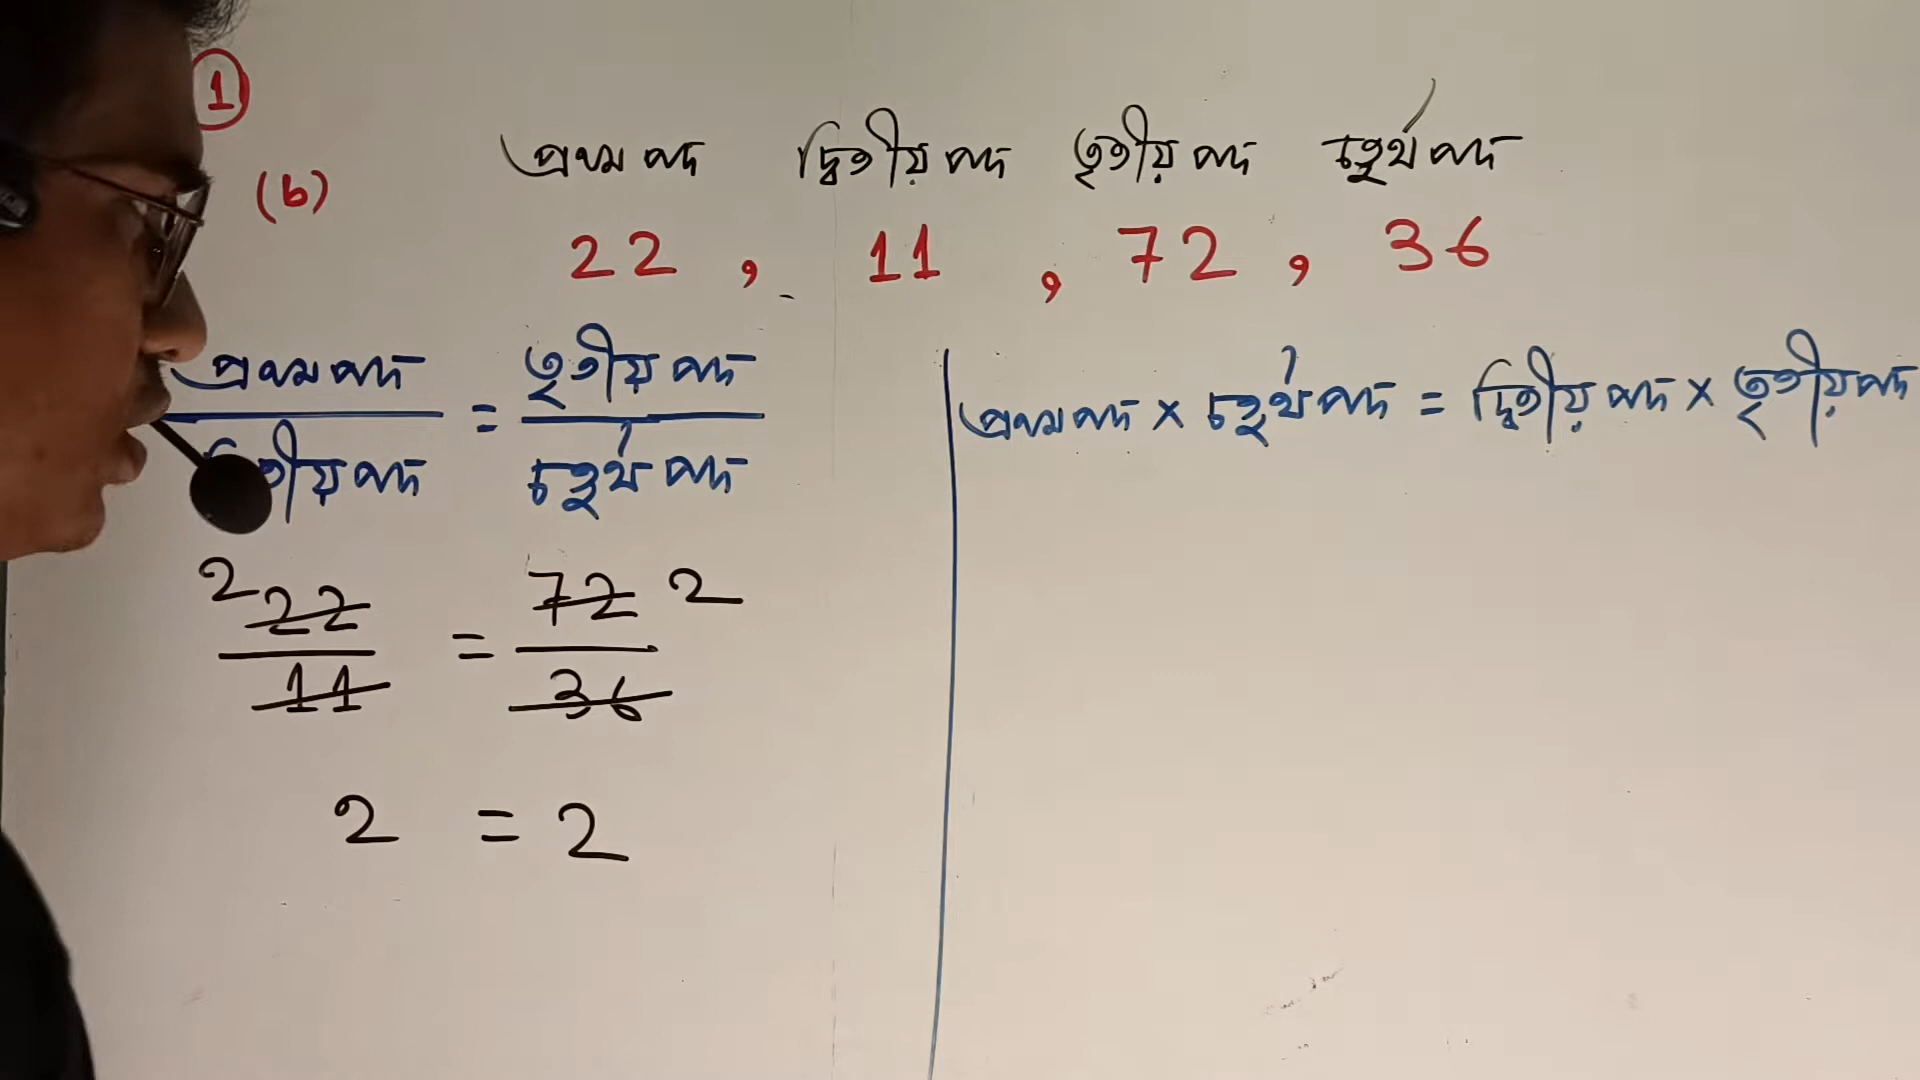 1
(b)
প্রথম পদ দ্বিতীয় পদ তৃতীয় পদ চতুর্থ পদ
22 , 11 , 72 , 36
প্রথম পদ / দ্বিতীয় পদ = তৃতীয় পদ / চতুর্থ পদ
2 22 / 11 = 72 / 36 2
2 = 2
প্রথম পদ × চতুর্থ পদ = দ্বিতীয় পদ × তৃতীয় পদ